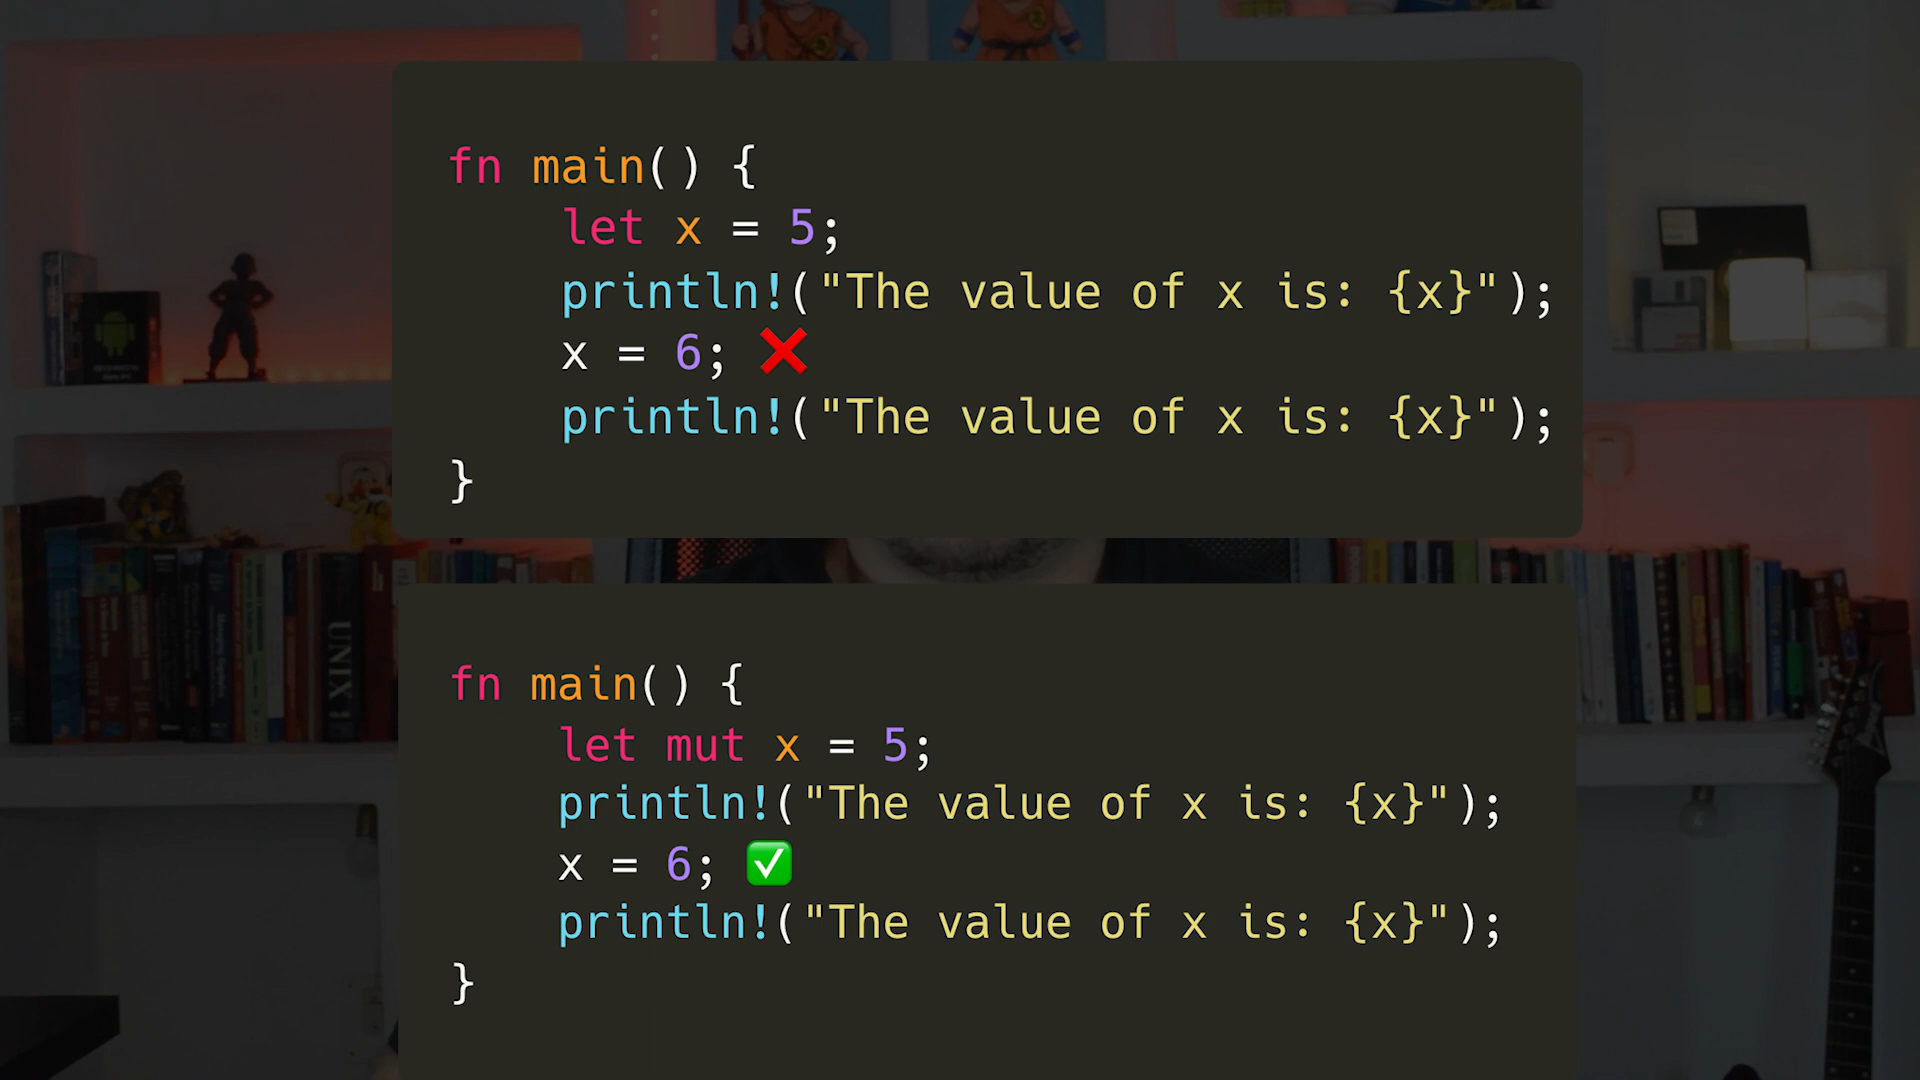 fn main() {
let x = 5;
println!("The value of x is: {x}");
x = 6; ❌
println!("The value of x is: {x}");
}
fn main() {
let mut x = 5;
println!("The value of x is: {x}");
x = 6; ✅
println!("The value of x is: {x}");
}
UNIX